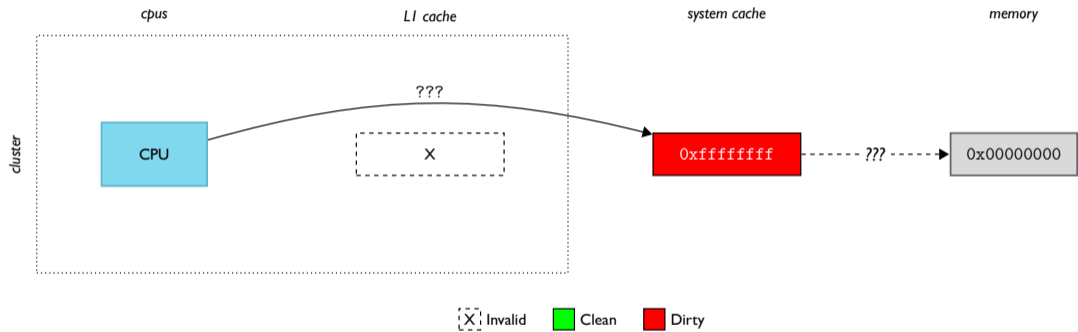 cpus
L1 cache
system cache
memory
cluster
???
CPU
X
0xffffffff
???
0x00000000
X Invalid
Clean
Dirty